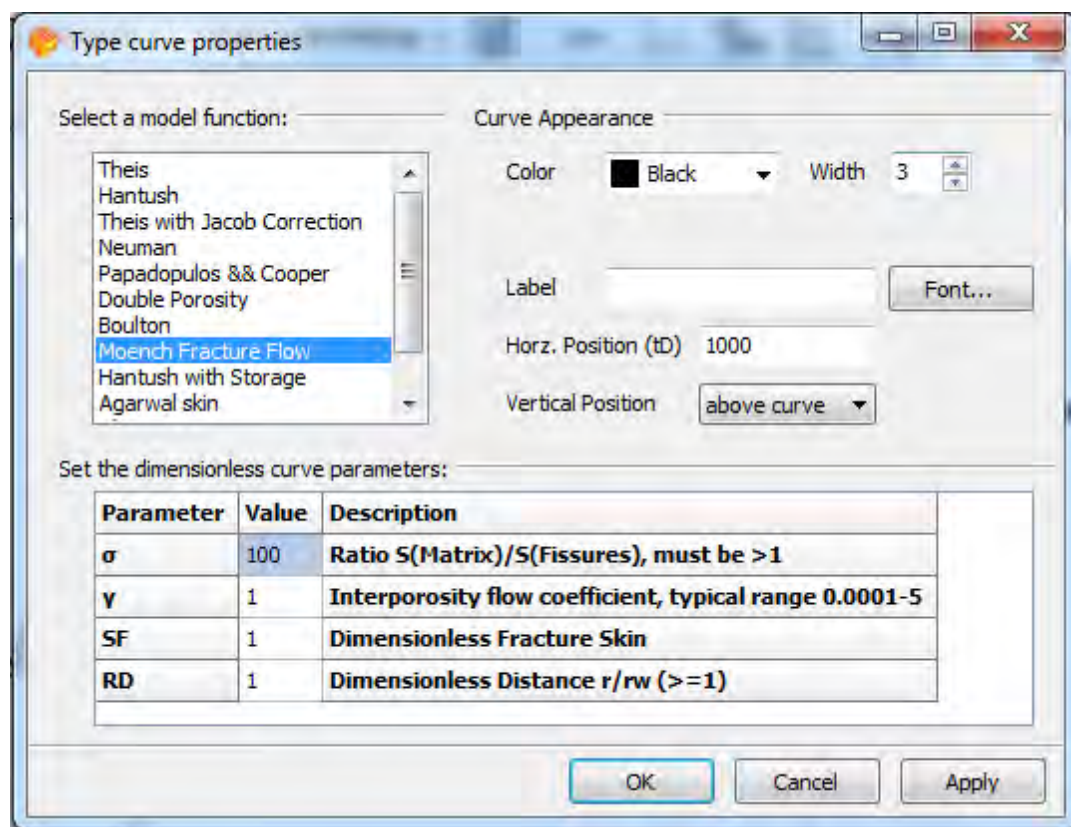 Type curve properties
Select a model function:
Theis
Hantush
Theis with Jacob Correction
Neuman
Papadopulos && Cooper
Double Porosity
Boulton
Moench Fracture Flow
Hantush with Storage
Agarwal skin
Curve Appearance
Color Black Width 3
Label Font...
Horz. Position (tD) 1000
Vertical Position above curve
Set the dimensionless curve parameters:
Parameter Value Description
σ 100 Ratio S(Matrix)/S(Fissures), must be >1
γ 1 Interporosity flow coefficient, typical range 0.0001-5
SF 1 Dimensionless Fracture Skin
RD 1 Dimensionless Distance r/rw (>=1)
OK Cancel Apply